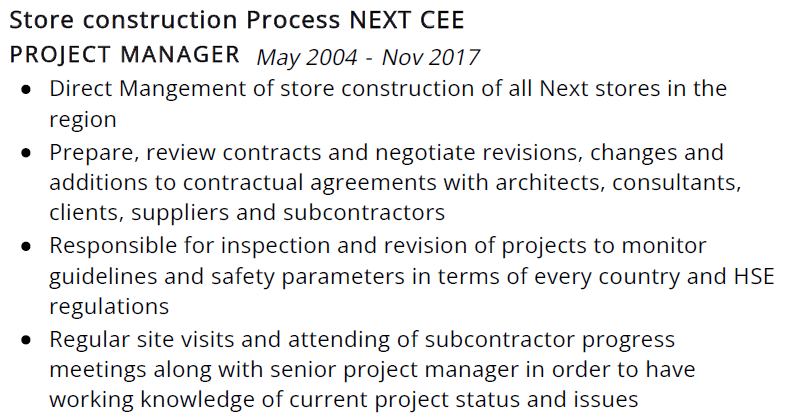 Store construction Process NEXT CEE
PROJECT MANAGER May 2004 - Nov 2017
• Direct Mangement of store construction of all Next stores in the
region
• Prepare, review contracts and negotiate revisions, changes and
additions to contractual agreements with architects, consultants,
clients, suppliers and subcontractors
• Responsible for inspection and revision of projects to monitor
guidelines and safety parameters in terms of every country and HSE
regulations
• Regular site visits and attending of subcontractor progress
meetings along with senior project manager in order to have
working knowledge of current project status and issues